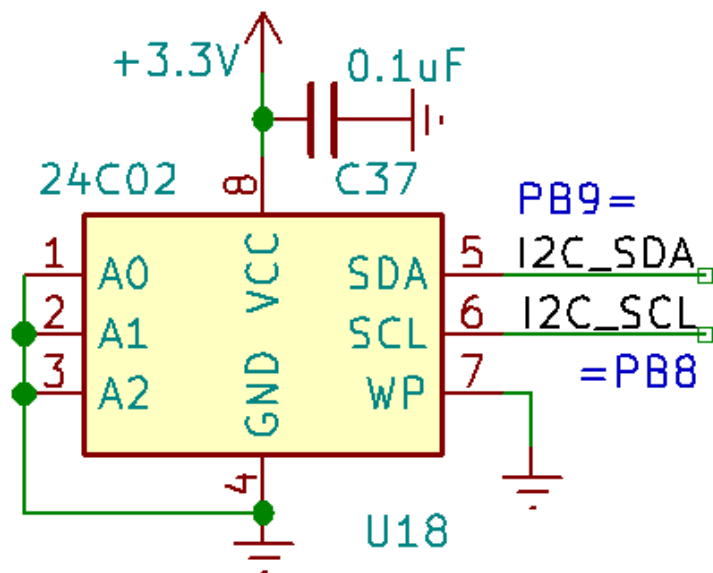 +3.3V
0.1uF
24C02
8
C37
PB9=
1
A0
VCC
SDA
5
I2C_SDA
2
A1
SCL
6
I2C_SCL
3
A2
GND
WP
7
=PB8
4
U18